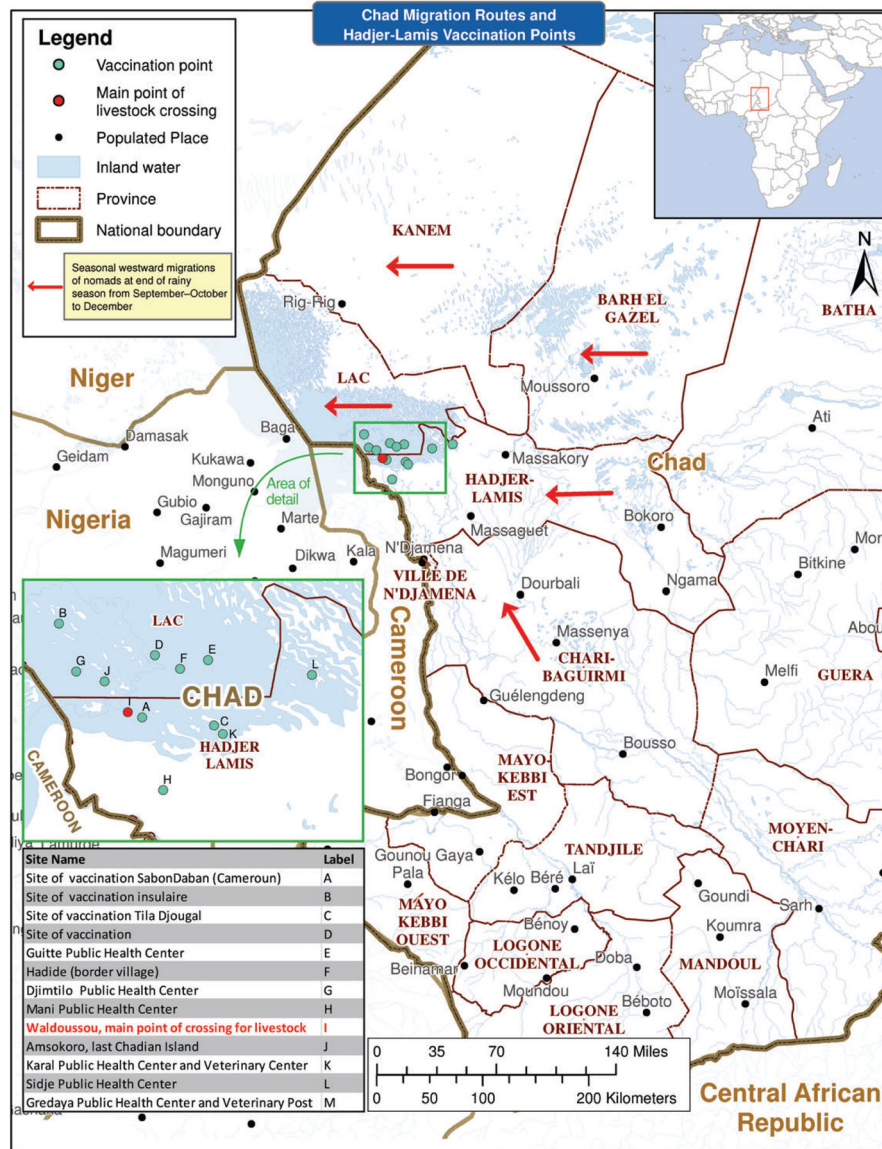 Chad Migration Routes and
Hadjer-Lamis Vaccination Points
Legend
Vaccination point
Main point of
livestock crossing
Populated Place
Inland water
Province
National boundary
Seasonal westward migrations
of nomads at end of rainy
season from September–October
to December
N
KANEM
Rig-Rig
BARH EL
GAZEL
BATHA
Niger
LAC
Moussoro
Ati
Damasak
Baga
Geidam
Kukawa
Massakory
Chad
Monguno
Area of
detail
HADJER-
LAMIS
Nigeria
Gubio
Gajiram
Marte
Massaguet
Bokoro
Magumeri
Dikwa
Kala
N'Djamena
VILLE DE
N'DJAMENA
Dourbali
Ngama
Bitkine
Cameroon
Massenya
CHARI-
BAGUIRMI
Melfi
GUERA
Guélengdeng
Bousso
MAYO-
KEBBI
EST
Bongor
Fianga
MOYEN-
CHARI
TANDJILE
Gounou Gaya
Pala
Kélo
Béré
Laï
Goundi
Sarh
MAYO
KEBBI
OUEST
Bénoy
Koumra
LOGONE
OCCIDENTAL
Doba
MANDOUL
Beinamar
Moundou
Béboto
Moïssala
LOGONE
ORIENTAL
Central African
Republic
LAC
B
D
E
G
J
F
L
I
A
CHAD
C
K
HADJER
LAMIS
H
CAMEROON
Site Name Label
Site of vaccination SabonDaban (Cameroun) A
Site of vaccination insulaire B
Site of vaccination Tila Djougal C
Site of vaccination D
Guitte Public Health Center E
Hadide (border village) F
Djimtilo Public Health Center G
Mani Public Health Center H
Waldoussou, main point of crossing for livestock I
Amsokoro, last Chadian Island J
Karal Public Health Center and Veterinary Center K
Sidje Public Health Center L
Gredaya Public Health Center and Veterinary Post M
0 35 70 140 Miles
0 50 100 200 Kilometers